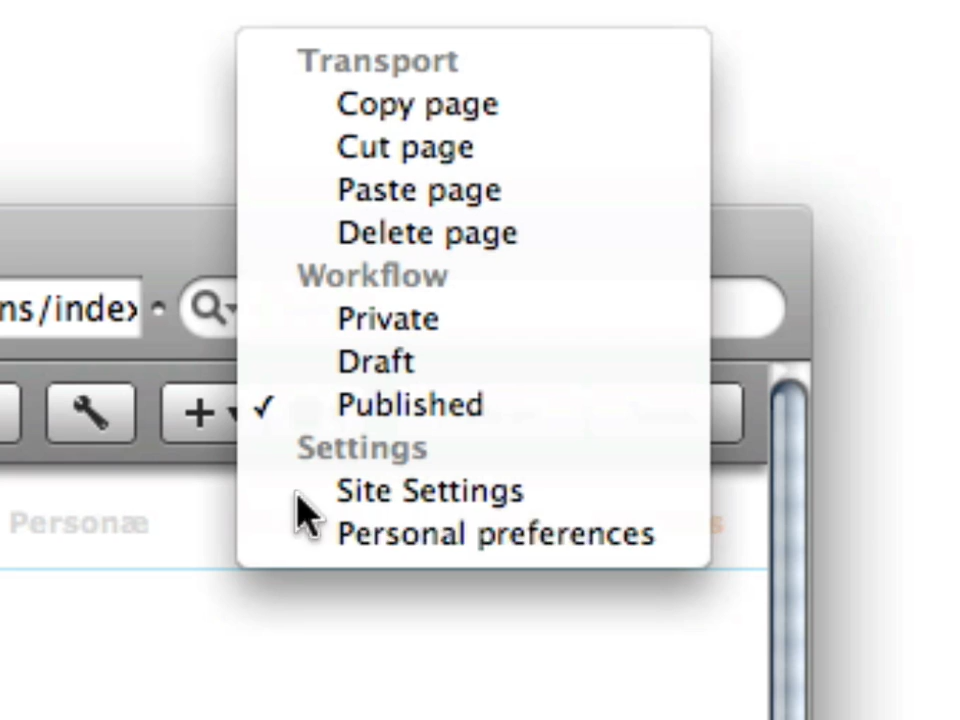 Transport
Copy page
Cut page
Paste page
Delete page
Workflow
ns/index
Private
Draft
✓ Published
Settings
Site Settings
Personæ
Personal preferences
s